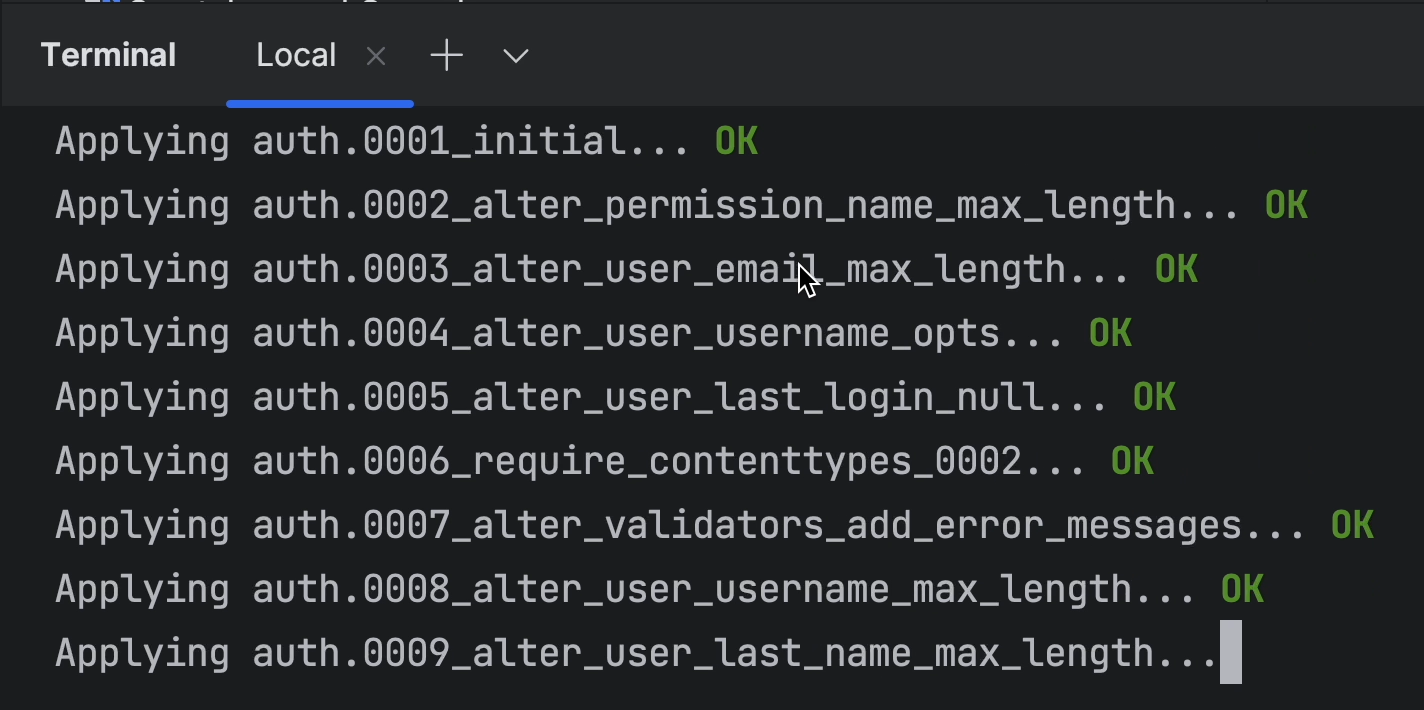 Terminal Local
Applying auth.0001_initial... OK
Applying auth.0002_alter_permission_name_max_length... OK
Applying auth.0003_alter_user_email_max_length... OK
Applying auth.0004_alter_user_username_opts... OK
Applying auth.0005_alter_user_last_login_null... OK
Applying auth.0006_require_contenttypes_0002... OK
Applying auth.0007_alter_validators_add_error_messages... OK
Applying auth.0008_alter_user_username_max_length... OK
Applying auth.0009_alter_user_last_name_max_length...